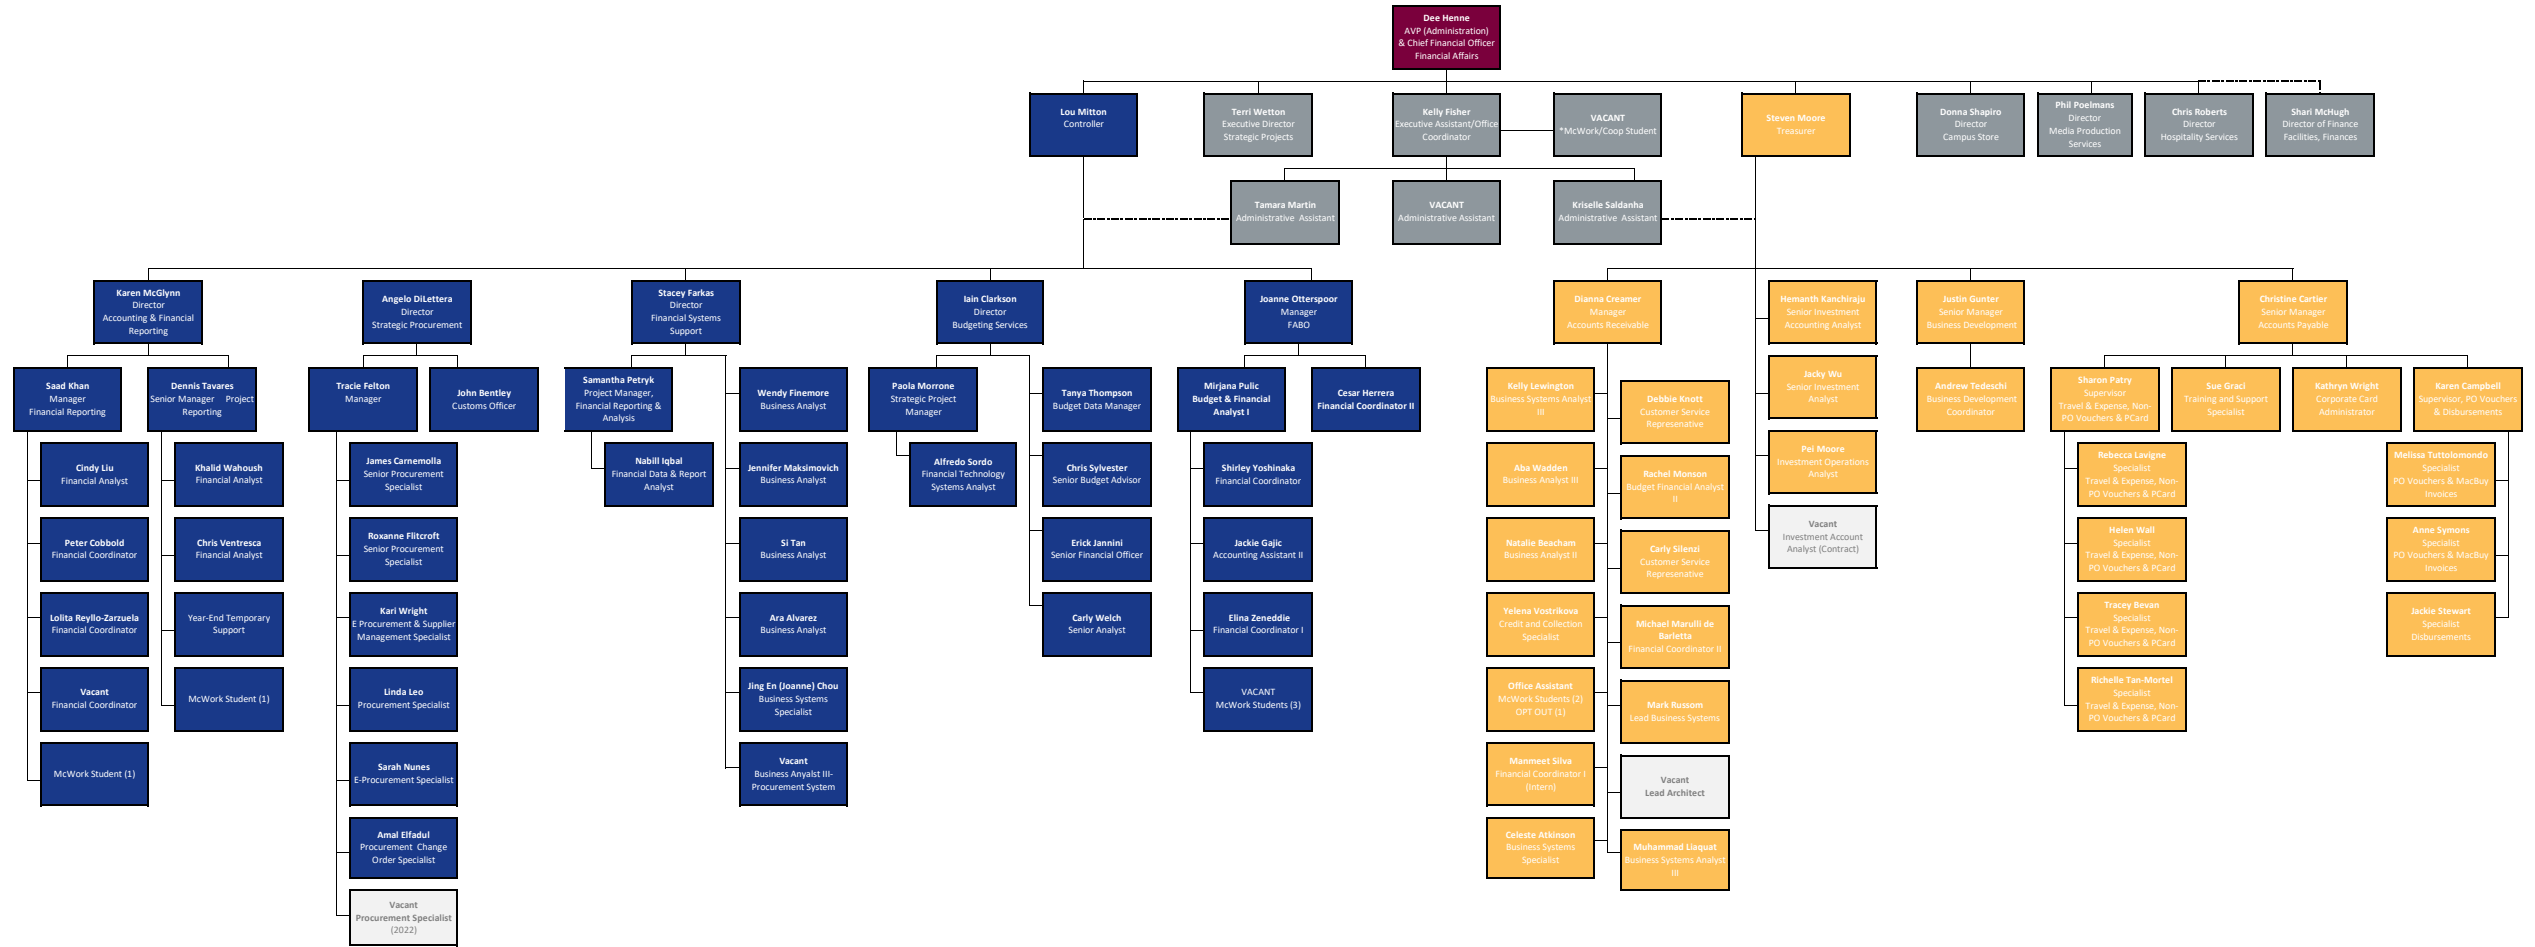 Dee Henne
AVP (Administration)
& Chief Financial Officer
Financial Affairs
Lou Mitton
Controller
Terri Wetton
Executive Director
Strategic Projects
Kelly Fisher
Executive Assistant/Office
Coordinator
VACANT
*McWork/Coop Student
Steven Moore
Treasurer
Donna Shapiro
Director
Campus Store
Phil Poelmans
Director
Media Production
Services
Chris Roberts
Director
Hospitality Services
Shari McHugh
Director of Finance
Facilities, Finances
Tamara Martin
Administrative Assistant
VACANT
Administrative Assistant
Kriselle Saldanha
Administrative Assistant
Karen McGlynn
Director
Accounting & Financial
Reporting
Angelo DiLettera
Director
Strategic Procurement
Stacey Farkas
Director
Financial Systems
Support
Iain Clarkson
Director
Budgeting Services
Joanne Otterspoor
Manager
FABO
Dianna Creamer
Manager
Accounts Receivable
Hemanth Kanchiraju
Senior Investment
Accounting Analyst
Justin Gunter
Senior Manager
Business Development
Christine Cartier
Senior Manager
Accounts Payable
Saad Khan
Manager
Financial Reporting
Dennis Tavares
Senior Manager Project
Reporting
Tracie Felton
Manager
John Bentley
Customs Officer
Samantha Petryk
Project Manager,
Financial Reporting &
Analysis
Wendy Finemore
Business Analyst
Paola Morrone
Strategic Project
Manager
Tanya Thompson
Budget Data Manager
Mirjana Pulic
Budget & Financial
Analyst I
Cesar Herrera
Financial Coordinator II
Kelly Lewington
Business Systems Analyst
III
Debbie Knott
Customer Service
Represenative
Jacky Wu
Senior Investment
Analyst
Andrew Tedeschi
Business Development
Coordinator
Sharon Patry
Supervisor
Travel & Expense, Non-
PO Vouchers & PCard
Sue Graci
Training and Support
Specialist
Kathryn Wright
Corporate Card
Administrator
Karen Campbell
Supervisor, PO Vouchers
& Disbursements
Cindy Liu
Financial Analyst
Khalid Wahoush
Financial Analyst
James Carnemolla
Senior Procurement
Specialist
Nabill Iqbal
Financial Data & Report
Analyst
Jennifer Maksimovich
Business Analyst
Alfredo Sordo
Financial Technology
Systems Analyst
Chris Sylvester
Senior Budget Advisor
Shirley Yoshinaka
Financial Coordinator
Aba Wadden
Business Analyst III
Rachel Monson
Budget Financial Analyst
II
Pei Moore
Investment Operations
Analyst
Rebecca Lavigne
Specialist
Travel & Expense, Non-
PO Vouchers & PCard
Melissa Tuttolomondo
Specialist
PO Vouchers & MacBuy
Invoices
Peter Cobbold
Financial Coordinator
Chris Ventresca
Financial Analyst
Roxanne Flitcroft
Senior Procurement
Specialist
Si Tan
Business Analyst
Erick Jannini
Senior Financial Officer
Jackie Gajic
Accounting Assistant II
Natalie Beacham
Business Analyst II
Carly Silenzi
Customer Service
Represenative
Vacant
Investment Account
Analyst (Contract)
Helen Wall
Specialist
Travel & Expense, Non-
PO Vouchers & PCard
Anne Symons
Specialist
PO Vouchers & MacBuy
Invoices
Lolita Reyllo-Zarzuela
Financial Coordinator
Year-End Temporary
Support
Kari Wright
E Procurement & Supplier
Management Specialist
Ara Alvarez
Business Analyst
Carly Welch
Senior Analyst
Elina Zeneddie
Financial Coordinator I
Yelena Vostrikova
Credit and Collection
Specialist
Michael Marulli de
Barletta
Financial Coordinator II
Tracey Bevan
Specialist
Travel & Expense, Non-
PO Vouchers & PCard
Jackie Stewart
Specialist
Disbursements
Vacant
Financial Coordinator
McWork Student (1)
Linda Leo
Procurement Specialist
Jing En (Joanne) Chou
Business Systems
Specialist
VACANT
McWork Students (3)
Office Assistant
McWork Students (2)
OPT OUT (1)
Mark Russom
Lead Business Systems
Richelle Tan-Mortel
Specialist
Travel & Expense, Non-
PO Vouchers & PCard
McWork Student (1)
Sarah Nunes
E-Procurement Specialist
Vacant
Business Anyalst III-
Procurement System
Manmeet Silva
Financial Coordinator I
(Intern)
Vacant
Lead Architect
Amal Elfadul
Procurement Change
Order Specialist
Celeste Atkinson
Business Systems
Specialist
Muhammad Liaquat
Business Systems Analyst
III
Vacant
Procurement Specialist
(2022)